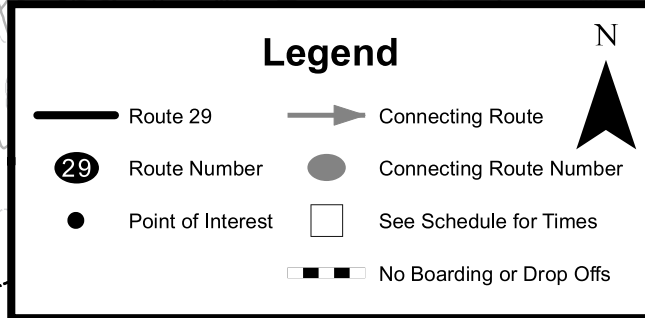 Legend
N
Route 29
Connecting Route
29
Route Number
Connecting Route Number
Point of Interest
See Schedule for Times
No Boarding or Drop Offs